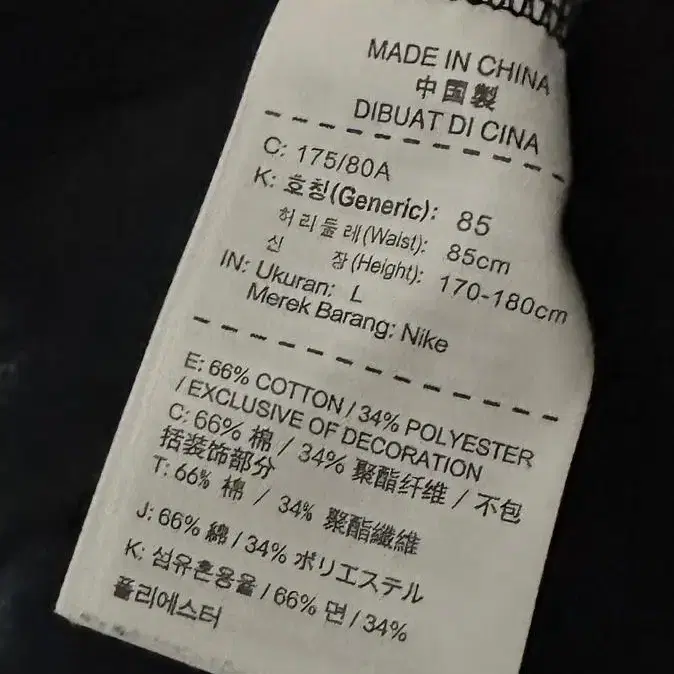 MADE IN CHINA
中国製
DIBUAT DI CINA
C: 175/80A
K: 호칭(Generic): 85
허리둘레(Waist): 85cm
신 장(Height): 170-180cm
IN: Ukuran: L
Merek Barang: Nike
E: 66% COTTON / 34% POLYESTER
/ EXCLUSIVE OF DECORATION
C: 66% 棉 / 34% 聚酯纤维 / 不包
括装饰部分
T: 66% 棉 / 34% 聚酯纖維
J: 66% 綿 / 34% ポリエステル
K: 섬유혼용율 / 66% 면 / 34%
폴리에스터